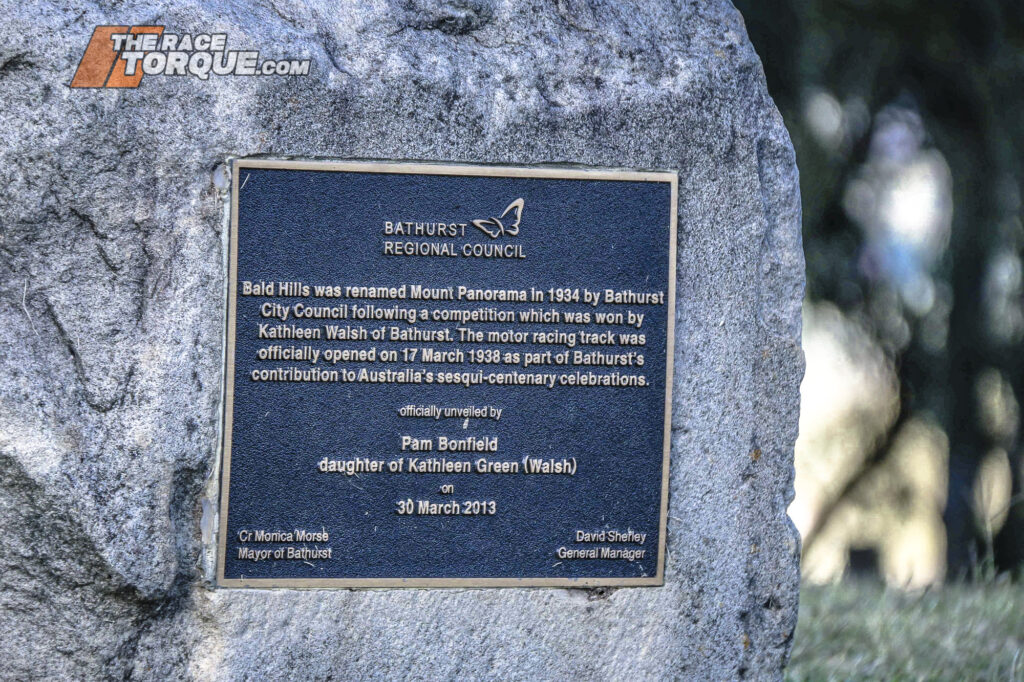 THE RACE
TORQUE.COM
BATHURST
REGIONAL COUNCIL
Bald Hills was renamed Mount Panorama in 1934 by Bathurst
City Council following a competition which was won by
Kathleen Walsh of Bathurst. The motor racing track was
officially opened on 17 March 1938 as part of Bathurst's
contribution to Australia's sesqui-centenary celebrations.
officially unveiled by
Pam Bonfield
daughter of Kathleen Green (Walsh)
on
30 March 2013
Cr Monica Morse
Mayor of Bathurst
David Sherley
General Manager